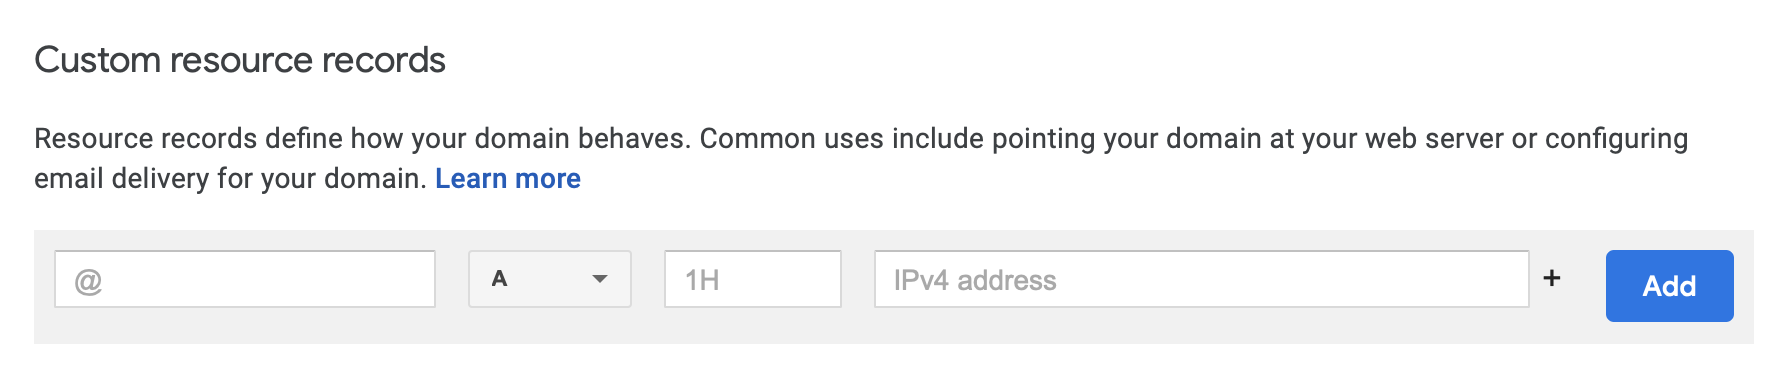 Custom resource records
Resource records define how your domain behaves. Common uses include pointing your domain at your web server or configuring
email delivery for your domain. Learn more
@ A 1H IPv4 address + Add